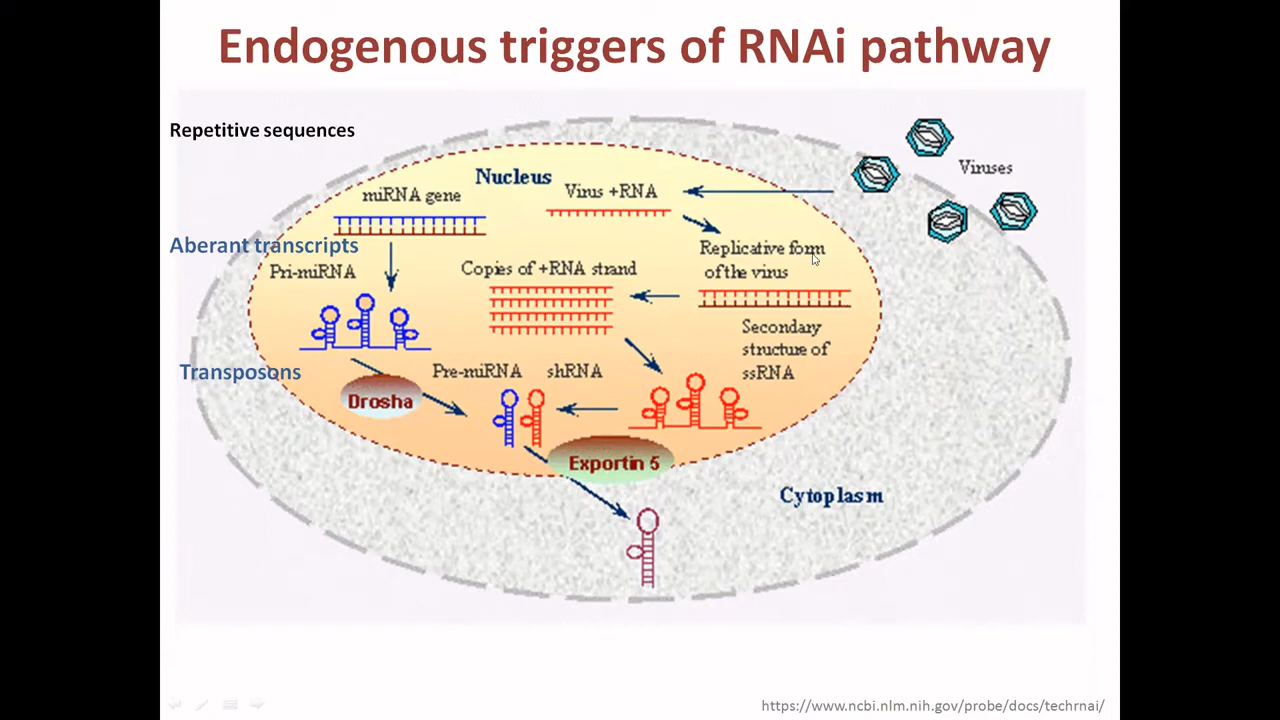 Endogenous triggers of RNAi pathway
Repetitive sequences
Viruses
Nucleus
miRNA gene
Virus +RNA
Aberant transcripts
Pri-miRNA
Copies of +RNA strand
Replicative form
of the virus
Secondary
structure of
ssRNA
Transposons
Pre-miRNA
shRNA
Drosha
Exportin 5
Cytoplasm
https://www.ncbi.nlm.nih.gov/probe/docs/techrnai/